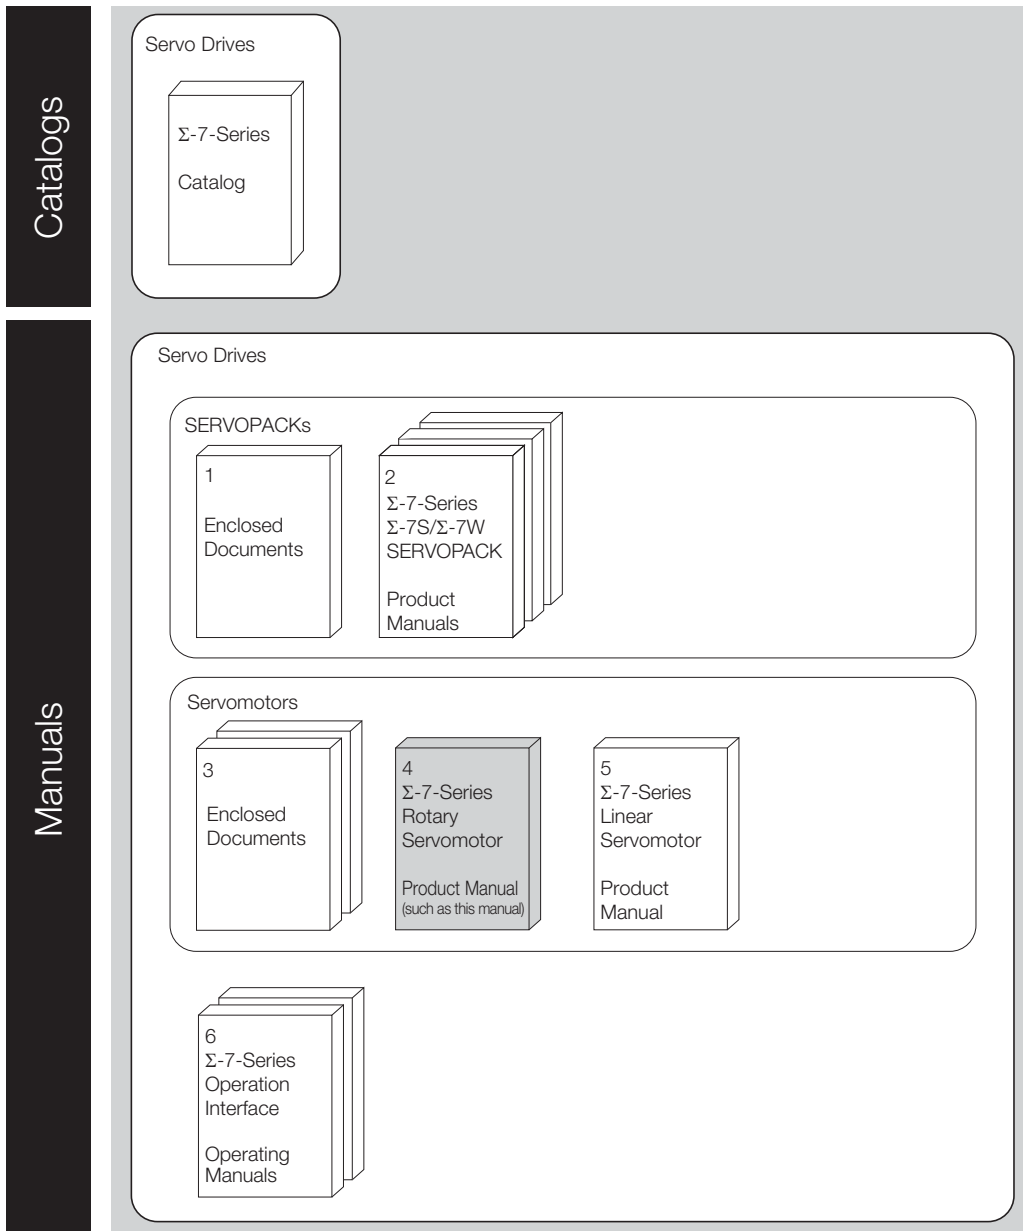 Catalogs
Servo Drives
Σ-7-Series
Catalog
Manuals
Servo Drives
SERVOPACKs
1
Enclosed
Documents
2
Σ-7-Series
Σ-7S/Σ-7W
SERVOPACK
Product
Manuals
Servomotors
3
Enclosed
Documents
4
Σ-7-Series
Rotary
Servomotor
Product Manual
(such as this manual)
5
Σ-7-Series
Linear
Servomotor
Product
Manual
6
Σ-7-Series
Operation
Interface
Operating
Manuals